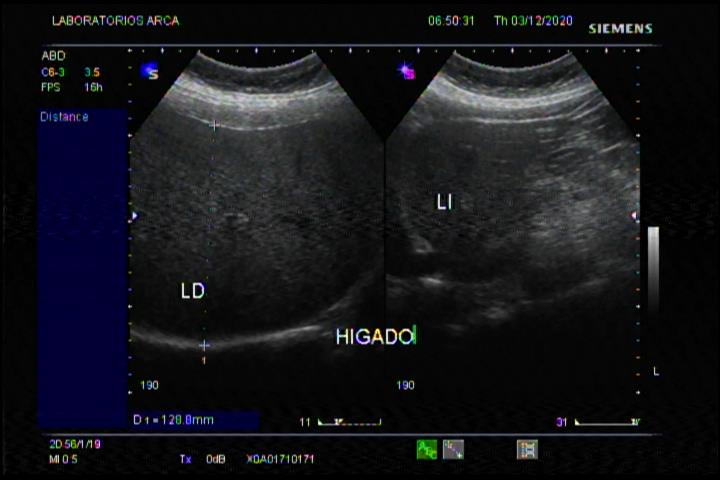 LABORATORIOS ARCA
06:50:31 Th 03/12/2020 SIEMENS
ABD
C6-3 3.5
FPS 16h
Distance
S
S
LI
LD
HIGADO
1
190
190
D1=128.8mm
11
31
L
2D 56/1/19
MI 0.5 Tx 0dB X0A01710171